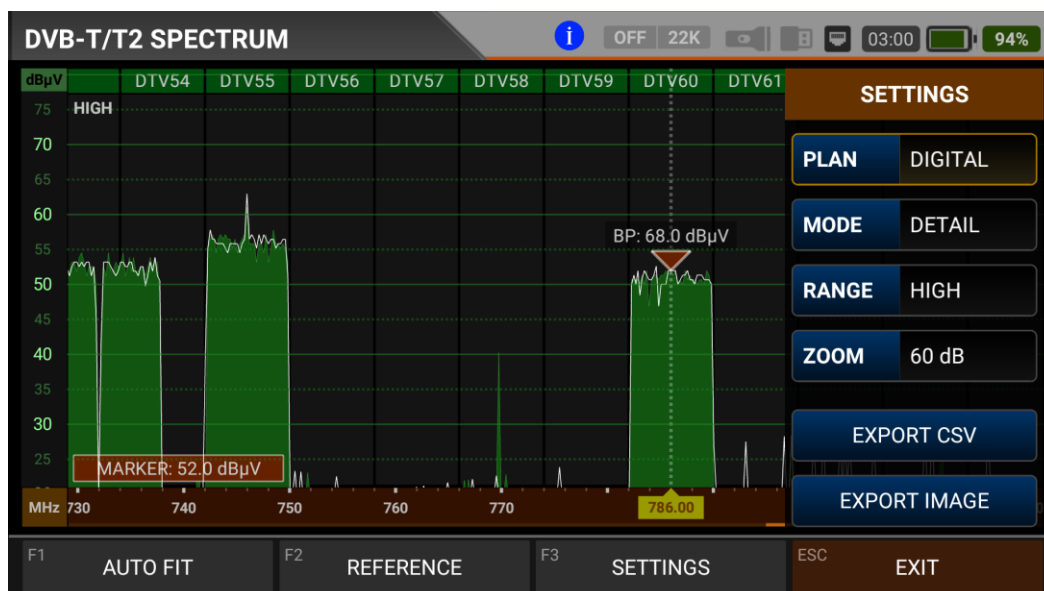 DVB-T/T2 SPECTRUM
i
OFF 22K
03:00
94%
dBµV DTV54 DTV55 DTV56 DTV57 DTV58 DTV59 DTV60 DTV61
75 HIGH
70
65
60
55
50
45
40
35
30
25
BP: 68.0 dBµV
MARKER: 52.0 dBµV
MHz 730 740 750 760 770 786.00
SETTINGS
PLAN DIGITAL
MODE DETAIL
RANGE HIGH
ZOOM 60 dB
EXPORT CSV
EXPORT IMAGE
F1 AUTO FIT
F2 REFERENCE
F3 SETTINGS
ESC EXIT